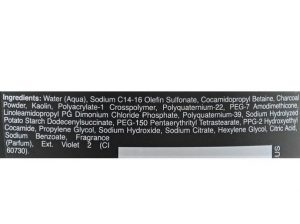 Ingredients: Water (Aqua), Sodium C14-16 Olefin Sulfonate, Cocamidopropyl Betaine, Charcoal
Powder, Kaolin, Polyacrylate-1 Crosspolymer, Polyquaternium-22, PEG-7 Amodimethicone,
Linoleamidopropyl PG Dimonium Chloride Phosphate, Polyquaternium-39, Sodium Hydrolyzed
Potato Starch Dodecenylsuccinate, PEG-150 Pentaerythrityl Tetrastearate, PPG-2 Hydroxyethyl
Cocamide, Propylene Glycol, Sodium Hydroxide, Sodium Citrate, Hexylene Glycol, Citric Acid,
Sodium Benzoate, Fragrance
(Parfum), Ext. Violet 2 (CI
60730).
US